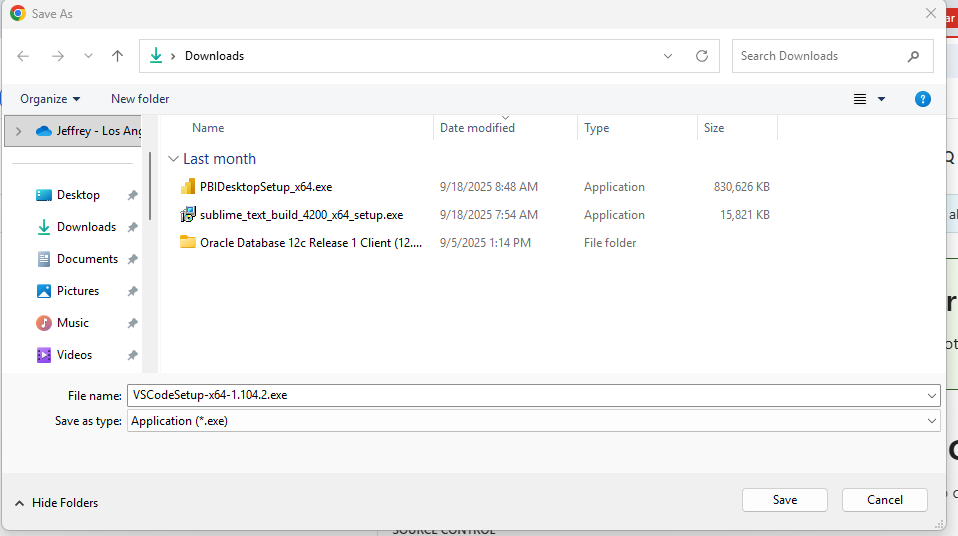 Save As
Downloads
Search Downloads
Organize New folder
Jeffrey - Los Ang
Desktop
Downloads
Documents
Pictures
Music
Videos
Name Date modified Type Size
Last month
PBIDesktopSetup_x64.exe 9/18/2025 8:48 AM Application 830,626 KB
sublime_text_build_4200_x64_setup.exe 9/18/2025 7:54 AM Application 15,821 KB
Oracle Database 12c Release 1 Client (12.... 9/5/2025 1:14 PM File folder
File name: VSCodeSetup-x64-1.104.2.exe
Save as type: Application (*.exe)
Hide Folders Save Cancel
SOURCE CONTROL